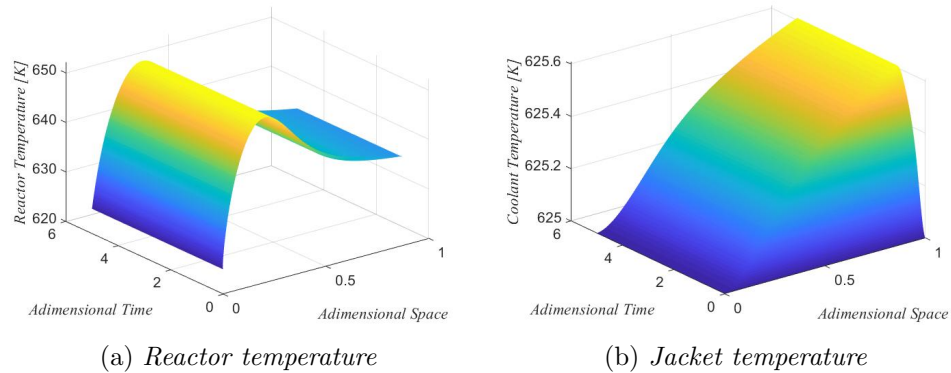 Reactor Temperature [K]
650
640
630
620
6
4
2
0
0
0.5
1
Adimensional Time
Adimensional Space
(a) Reactor temperature
Coolant Temperature [K]
625.6
625.4
625.2
625
6
4
2
0
0
0.5
1
Adimensional Time
Adimensional Space
(b) Jacket temperature